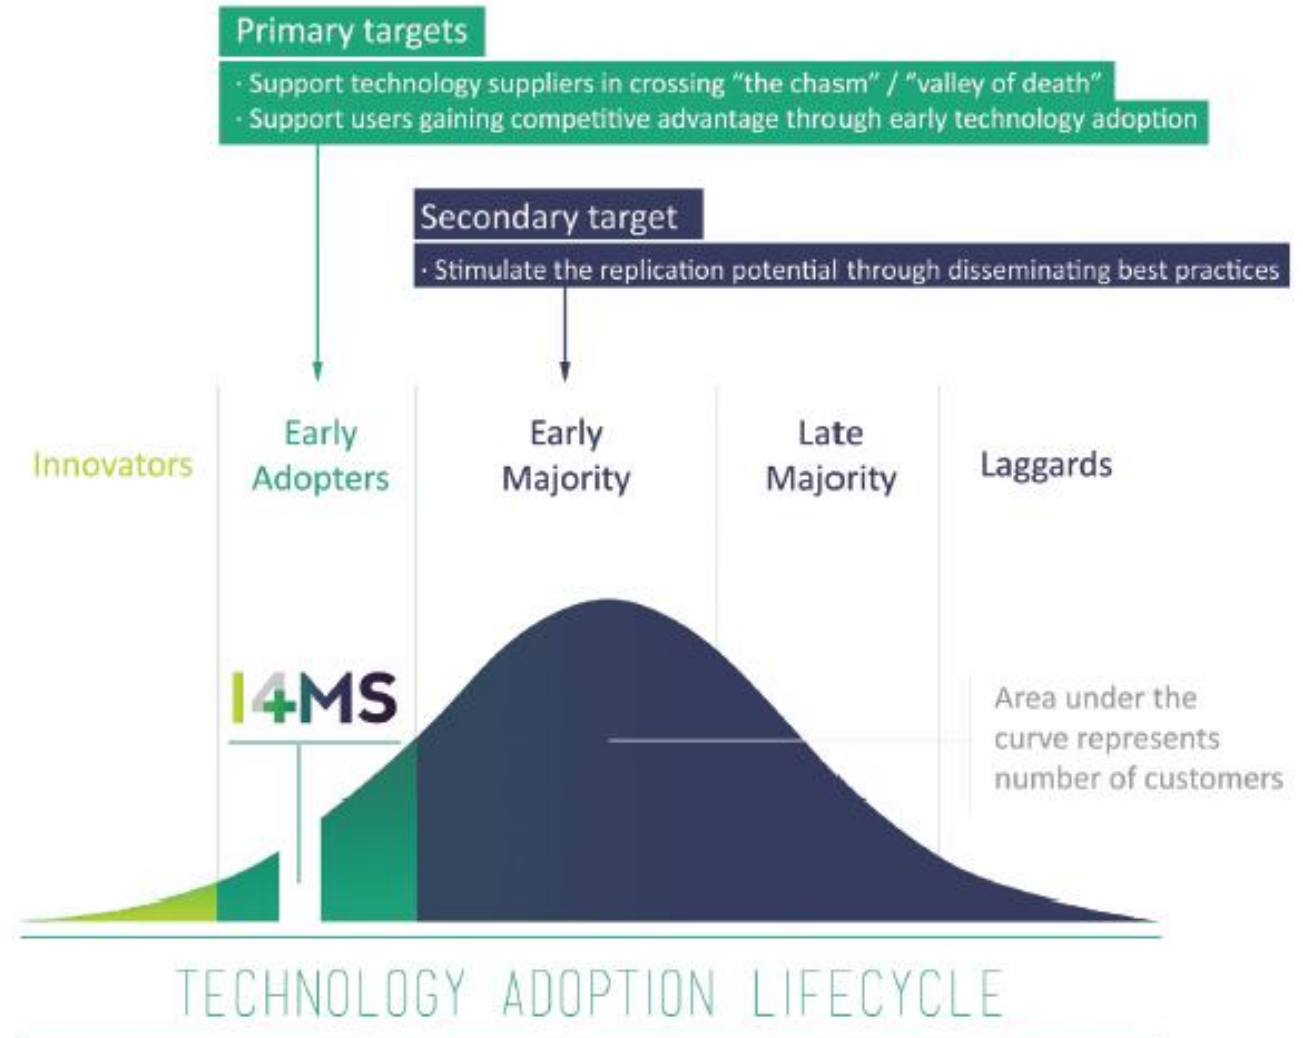 Primary targets
· Support technology suppliers in crossing “the chasm” / “valley of death”
· Support users gaining competitive advantage through early technology adoption
Secondary target
· Stimulate the replication potential through disseminating best practices
Innovators
Early
Adopters
Early
Majority
Late
Majority
Laggards
I4MS
Area under the
curve represents
number of customers
TECHNOLOGY ADOPTION LIFECYCLE